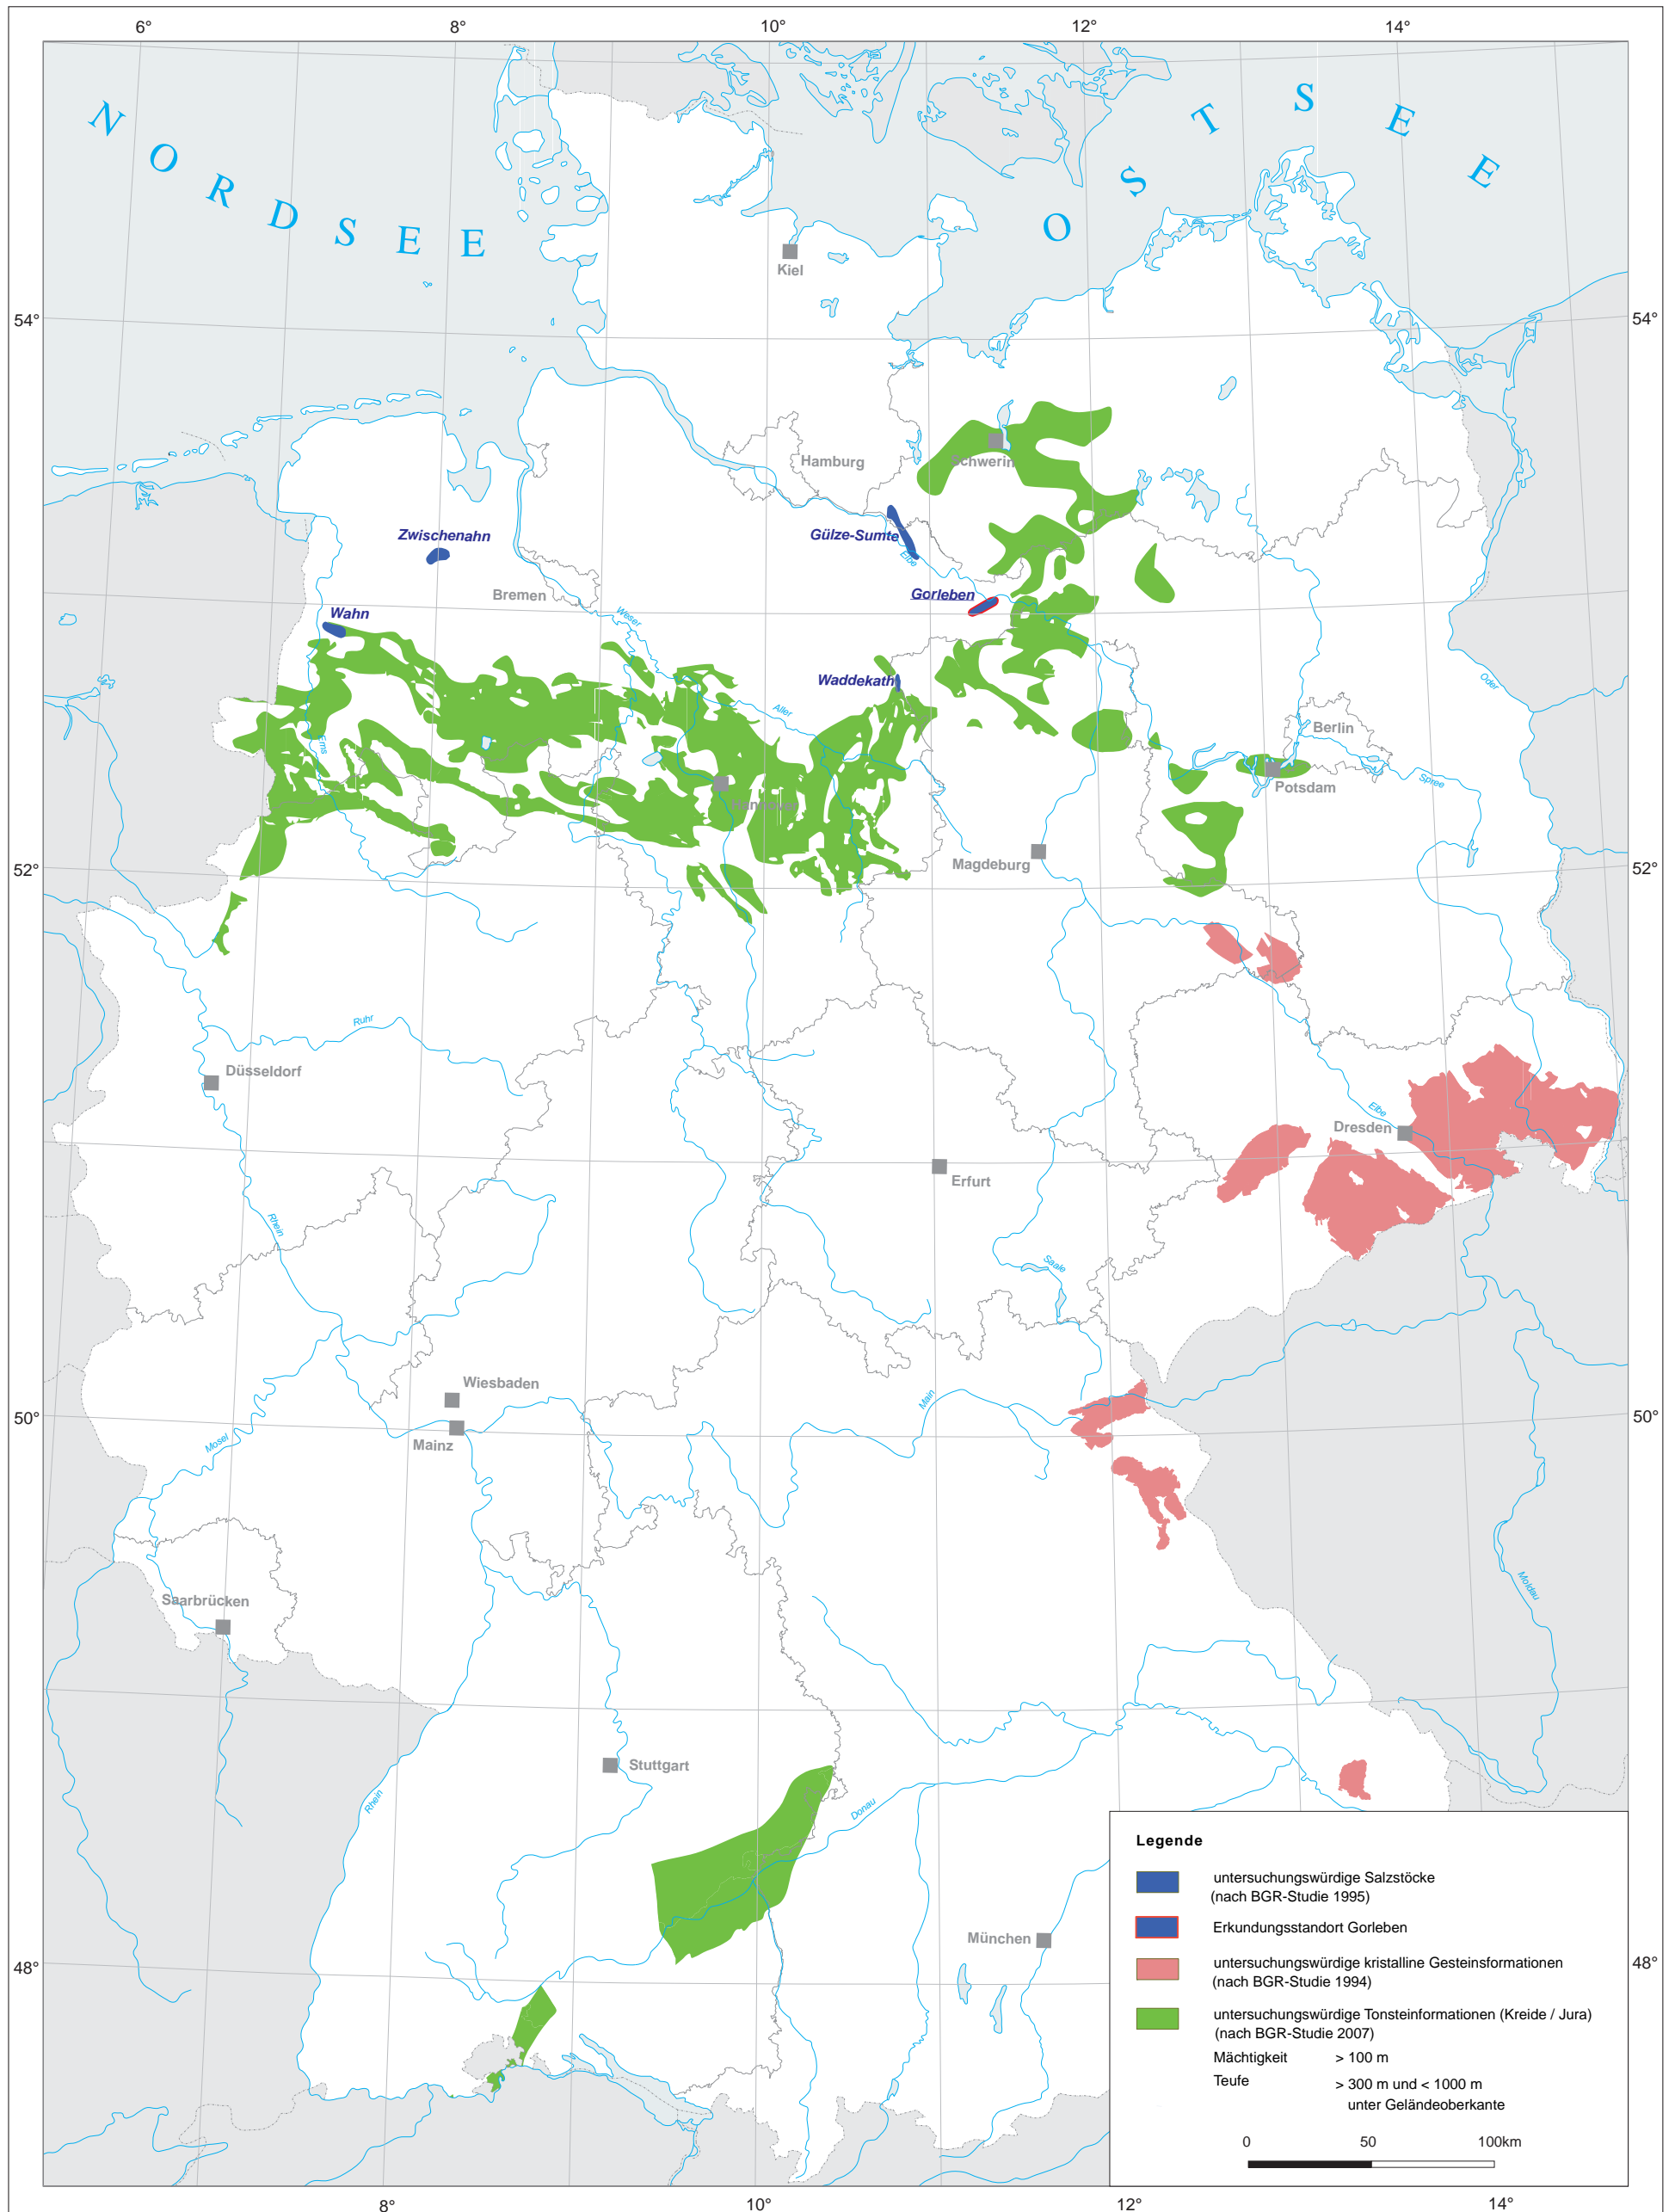 6°
8°
10°
12°
14°
NORDSEE
OSTSEE
Kiel
54°
54°
Hamburg
Schwerin
Zwischenahn
Gülze-Sumte
Elbe
Bremen
Gorleben
Wahn
Weser
Waddekath
Oder
Aller
Ems
Berlin
Spree
Potsdam
Hannover
Magdeburg
52°
52°
Ruhr
Düsseldorf
Elbe
Dresden
Erfurt
Rhein
Saale
Wiesbaden
Main
50°
50°
Mosel
Mainz
Moldau
Saarbrücken
Stuttgart
Rhein
Donau
München
48°
48°
Legende
untersuchungswürdige Salzstöcke
(nach BGR-Studie 1995)
Erkundungsstandort Gorleben
untersuchungswürdige kristalline Gesteinsformationen
(nach BGR-Studie 1994)
untersuchungswürdige Tonsteinformationen (Kreide / Jura)
(nach BGR-Studie 2007)
Mächtigkeit > 100 m
Teufe > 300 m und < 1000 m
unter Geländeoberkante
0 50 100km
8°
10°
12°
14°